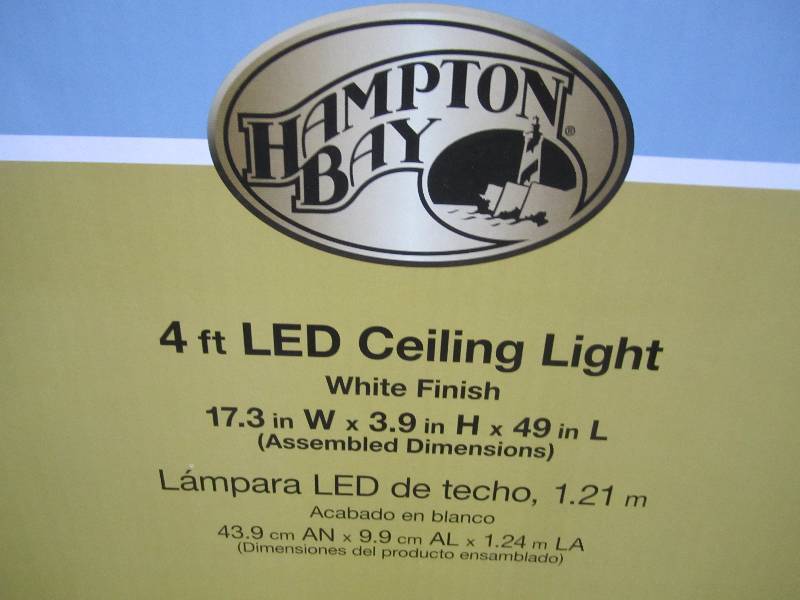 HAMPTON
BAY®
4 ft LED Ceiling Light
White Finish
17.3 in W x 3.9 in H x 49 in L
(Assembled Dimensions)
Lámpara LED de techo, 1.21 m
Acabado en blanco
43.9 cm AN x 9.9 cm AL x 1.24 m LA
(Dimensiones del producto ensamblado)